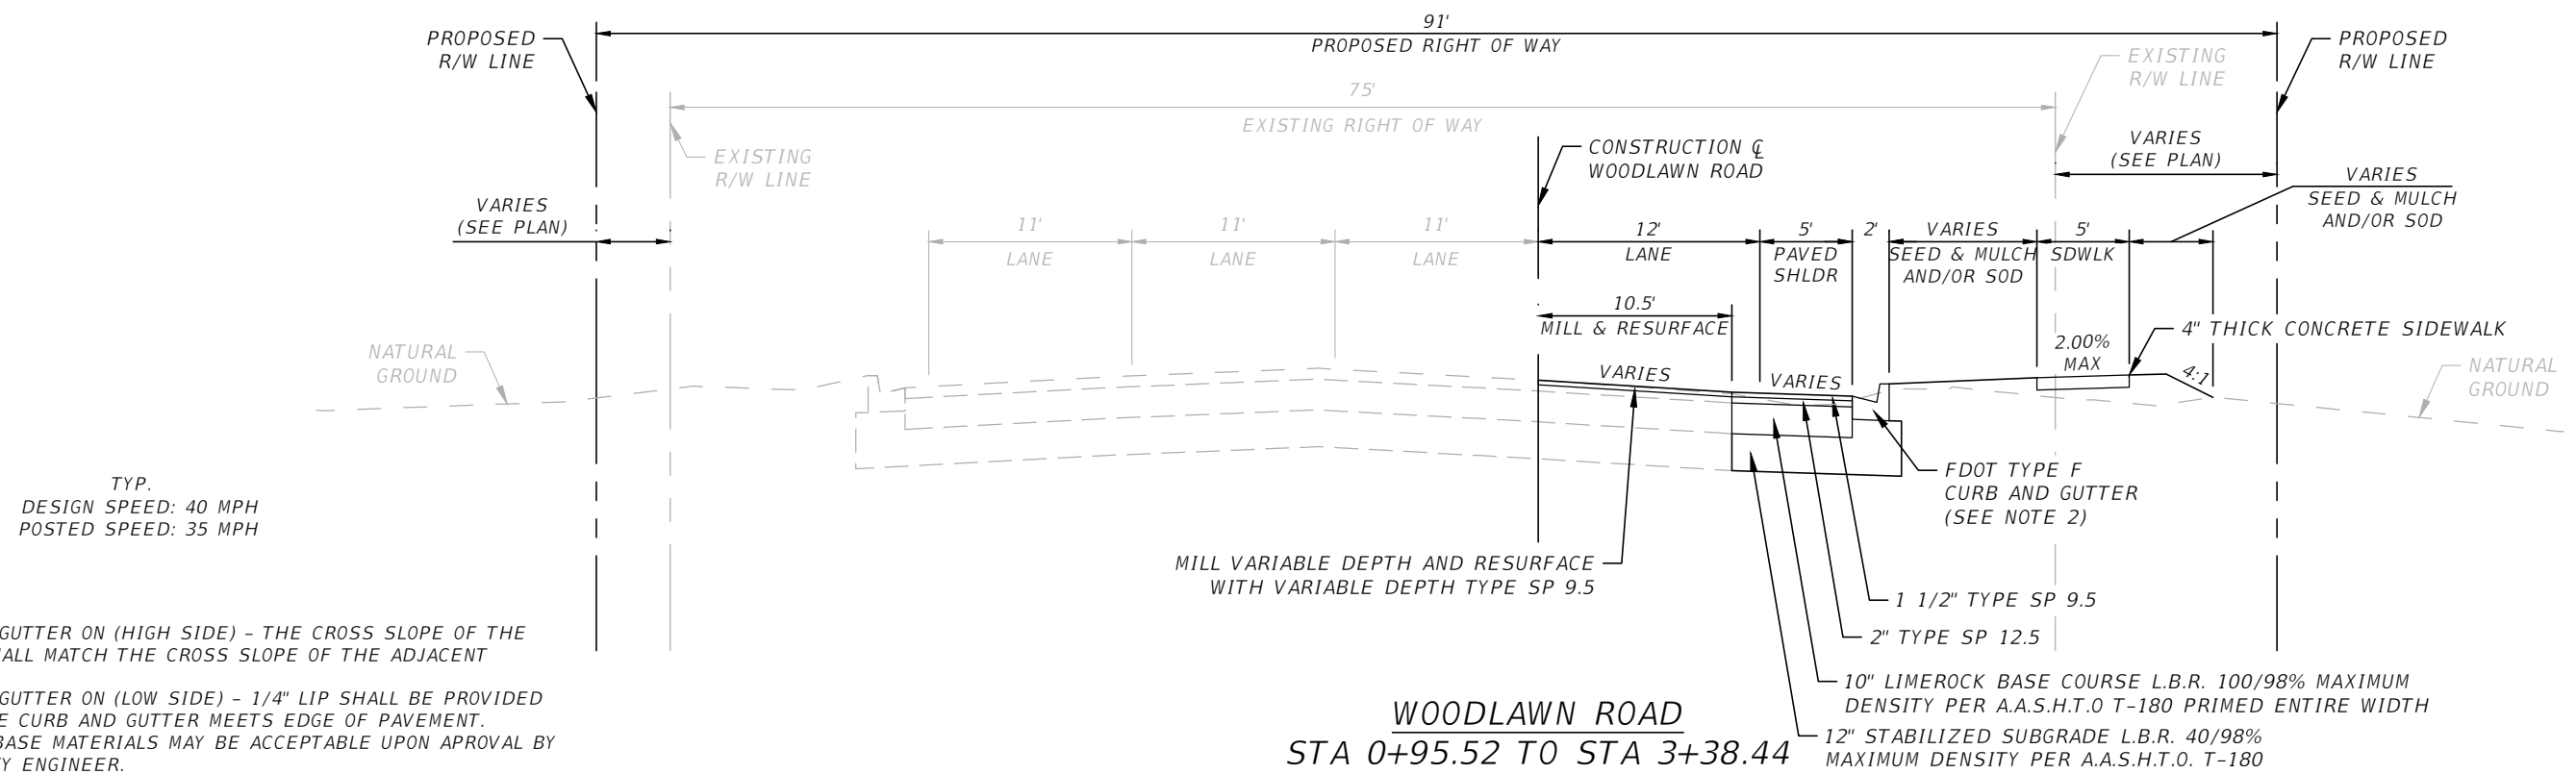 91'
PROPOSED RIGHT OF WAY
PROPOSED
R/W LINE
PROPOSED
R/W LINE
EXISTING
R/W LINE
75'
EXISTING RIGHT OF WAY
EXISTING
R/W LINE
VARIES
(SEE PLAN)
CONSTRUCTION ℄
WOODLAWN ROAD
VARIES
SEED & MULCH
AND/OR SOD
VARIES
(SEE PLAN)
11'
LANE
11'
LANE
11'
LANE
12'
LANE
5'
PAVED
SHLDR
2'
VARIES
SEED & MULCH
AND/OR SOD
5'
SDWLK
10.5'
MILL & RESURFACE
4" THICK CONCRETE SIDEWALK
2.00%
MAX
4:1
VARIES
VARIES
NATURAL
GROUND
NATURAL
GROUND
TYP.
DESIGN SPEED: 40 MPH
POSTED SPEED: 35 MPH
FDOT TYPE F
CURB AND GUTTER
(SEE NOTE 2)
MILL VARIABLE DEPTH AND RESURFACE
WITH VARIABLE DEPTH TYPE SP 9.5
1 1/2" TYPE SP 9.5
2" TYPE SP 12.5
10" LIMEROCK BASE COURSE L.B.R. 100/98% MAXIMUM
DENSITY PER A.A.S.H.T.O T-180 PRIMED ENTIRE WIDTH
12" STABILIZED SUBGRADE L.B.R. 40/98%
MAXIMUM DENSITY PER A.A.S.H.T.O. T-180
GUTTER ON (HIGH SIDE) - THE CROSS SLOPE OF THE
ALL MATCH THE CROSS SLOPE OF THE ADJACENT
GUTTER ON (LOW SIDE) - 1/4" LIP SHALL BE PROVIDED
E CURB AND GUTTER MEETS EDGE OF PAVEMENT.
BASE MATERIALS MAY BE ACCEPTABLE UPON APROVAL BY
Y ENGINEER.
WOODLAWN ROAD
STA 0+95.52 TO STA 3+38.44